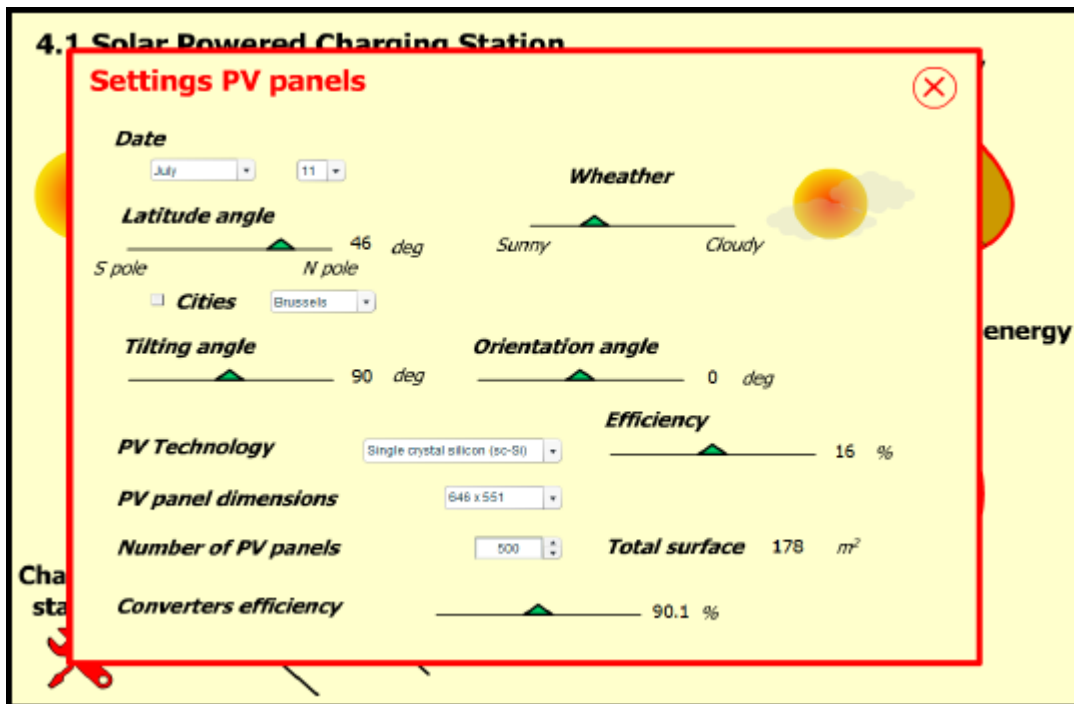 4.1 Solar Powered Charging Station
Settings PV panels
Date
July 11
Wheather
Latitude angle
46 deg
Sunny Cloudy
S pole N pole
Cities Brussels
energy
Tilting angle Orientation angle
90 deg 0 deg
Efficiency
PV Technology Single crystal silicon (sc-Si) 16 %
PV panel dimensions 646 x 551
Number of PV panels 500 Total surface 178 m²
Cha
sta
Converters efficiency 90.1 %